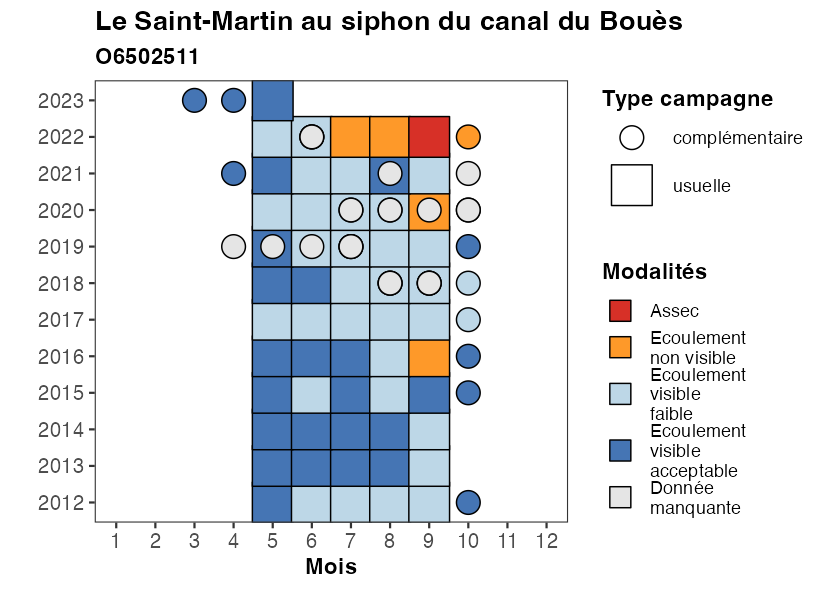 Le Saint-Martin au siphon du canal du Bouès
O6502511
2023
2022
2021
2020
2019
2018
2017
2016
2015
2014
2013
2012
1 2 3 4 5 6 7 8 9 10 11 12
Mois
Type campagne
complémentaire
usuelle
Modalités
Assec
Ecoulement
non visible
Ecoulement
visible
faible
Ecoulement
visible
acceptable
Donnée
manquante